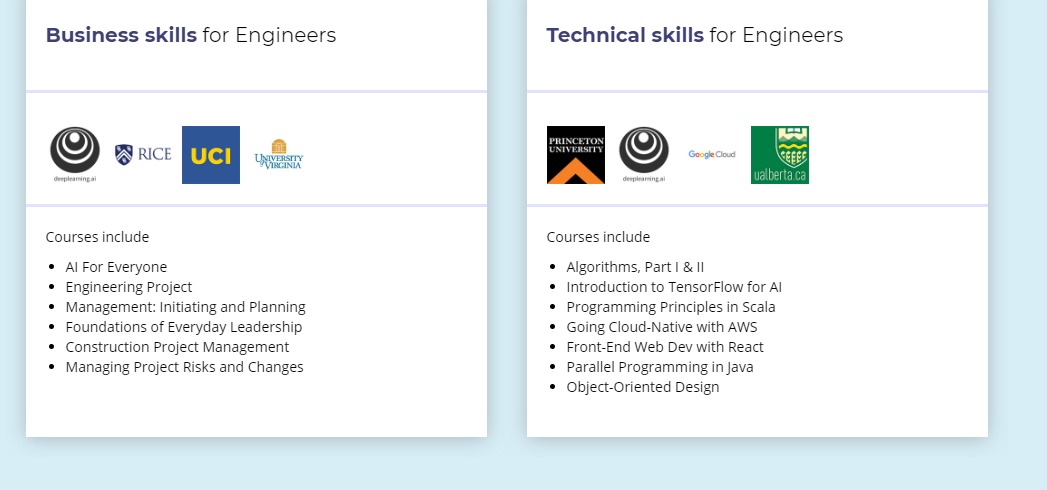 Business skills for Engineers
deeplearning.ai
RICE
UCI
UNIVERSITY
VIRGINIA
Courses include
AI For Everyone
Engineering Project
Management: Initiating and Planning
Foundations of Everyday Leadership
Construction Project Management
Managing Project Risks and Changes
Technical skills for Engineers
PRINCETON
UNIVERSITY
deeplearning.ai
Google Cloud
ualberta.ca
Courses include
Algorithms, Part I & II
Introduction to TensorFlow for AI
Programming Principles in Scala
Going Cloud-Native with AWS
Front-End Web Dev with React
Parallel Programming in Java
Object-Oriented Design